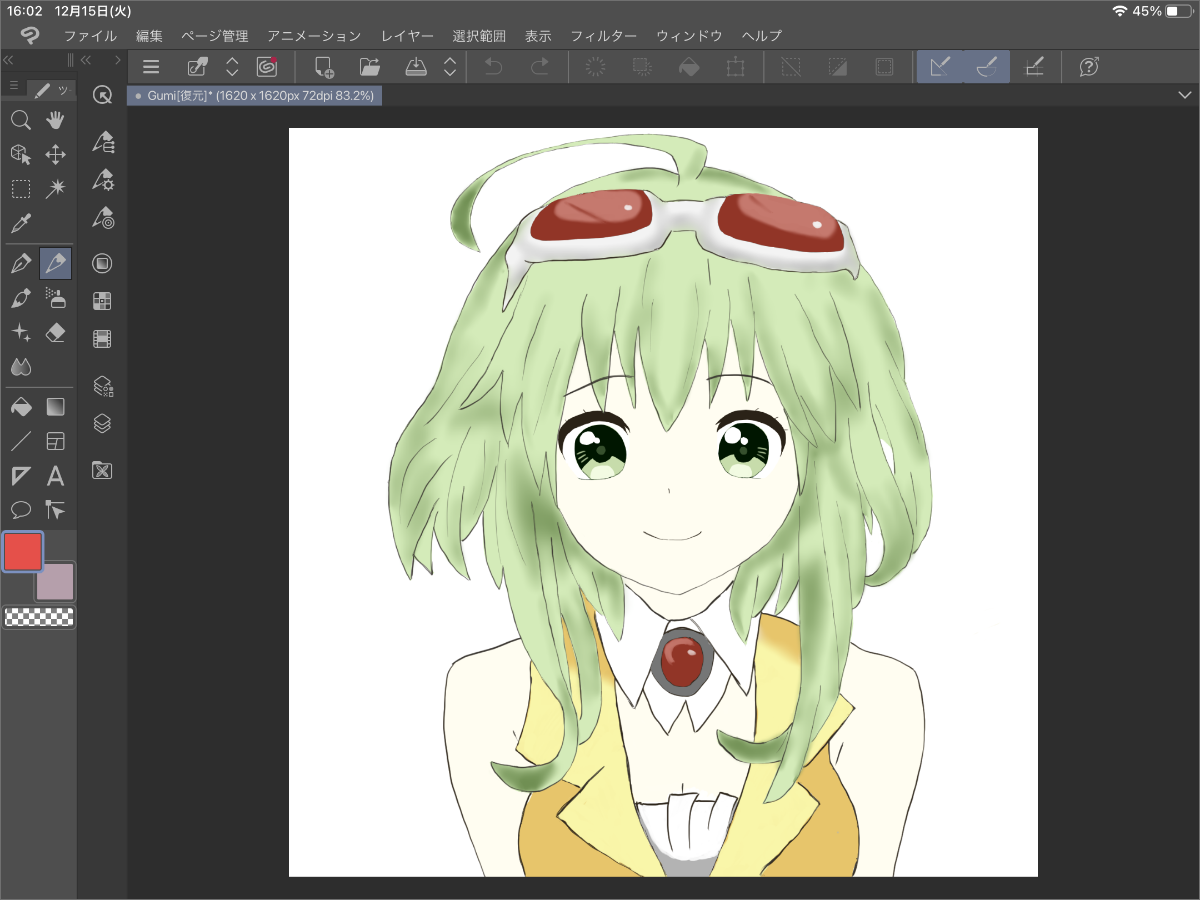 16:02 12月15日(火)
45%
ファイル 編集 ページ管理 アニメーション レイヤー 選択範囲 表示 フィルター ウィンドウ ヘルプ
ツ
Gumi[復元]* (1620 x 1620px 72dpi 83.2%)